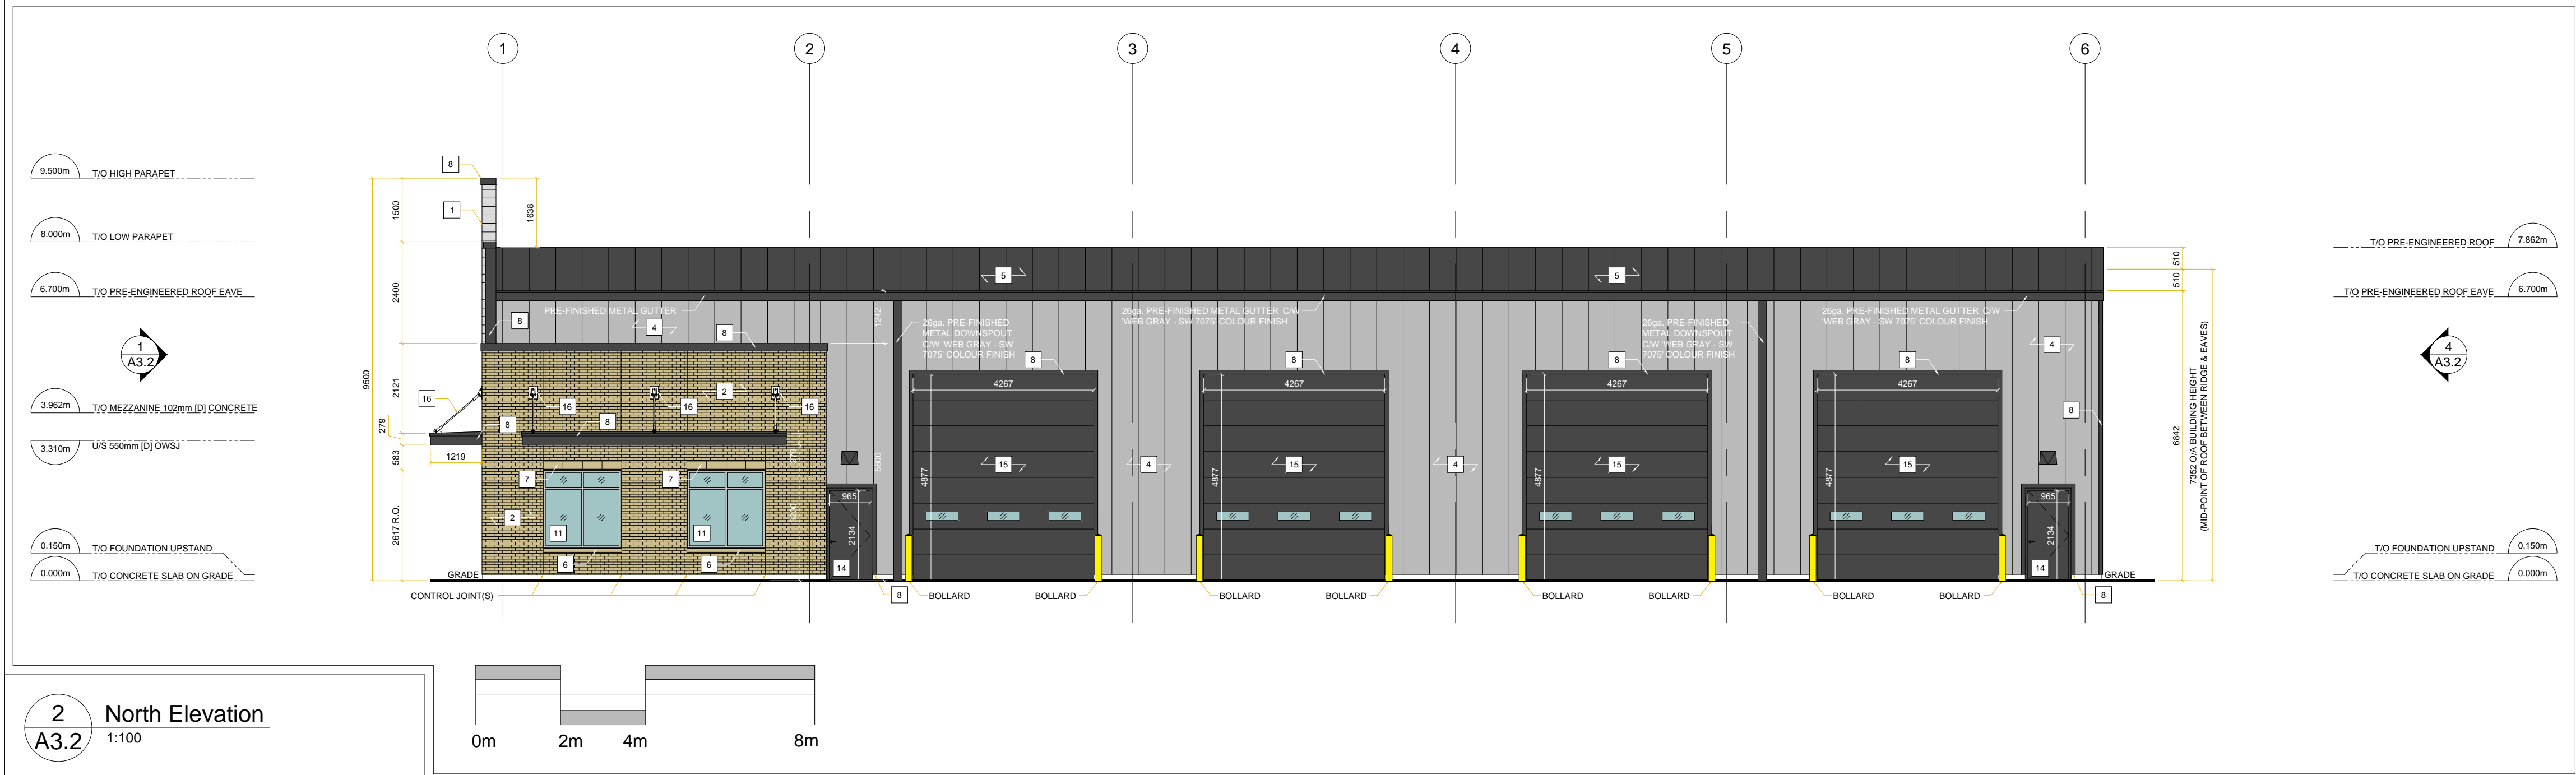 1
2
3
4
5
6
9.500m T/O HIGH PARAPET
8.000m T/O LOW PARAPET
6.700m T/O PRE-ENGINEERED ROOF EAVE
1
A3.2
3.962m T/O MEZZANINE 102mm [D] CONCRETE
3.310m U/S 550mm [D] OWSJ
0.150m T/O FOUNDATION UPSTAND
0.000m T/O CONCRETE SLAB ON GRADE
9500
1500
2400
2121
279
583
2617 R.O.
1219
1638
8
1
8
PRE-FINISHED METAL GUTTER
4
8
16
8
8
16
16
16
2
2
7
7
11
11
6
6
GRADE
CONTROL JOINT(S)
1242
5600
279
3200
965
2134
14
8
5
5
26ga. PRE-FINISHED
METAL DOWNSPOUT
C/W 'WEB GRAY - SW
7075' COLOUR FINISH
26ga. PRE-FINISHED METAL GUTTER C/W
'WEB GRAY - SW 7075' COLOUR FINISH
26ga. PRE-FINISHED
METAL DOWNSPOUT
C/W 'WEB GRAY - SW
7075' COLOUR FINISH
26ga. PRE-FINISHED METAL GUTTER C/W
'WEB GRAY - SW 7075' COLOUR FINISH
8
8
8
8
4267
4267
4267
4267
4877
4877
4877
4877
15
4
15
4
15
15
4
8
965
2134
14
BOLLARD
BOLLARD
BOLLARD
BOLLARD
BOLLARD
BOLLARD
BOLLARD
BOLLARD
8
GRADE
510
510
6842
7352 O/A BUILDING HEIGHT
(MID-POINT OF ROOF BETWEEN RIDGE & EAVES)
T/O PRE-ENGINEERED ROOF 7.862m
T/O PRE-ENGINEERED ROOF EAVE 6.700m
4
A3.2
T/O FOUNDATION UPSTAND 0.150m
T/O CONCRETE SLAB ON GRADE 0.000m
2
A3.2
North Elevation
1:100
0m 2m 4m 8m